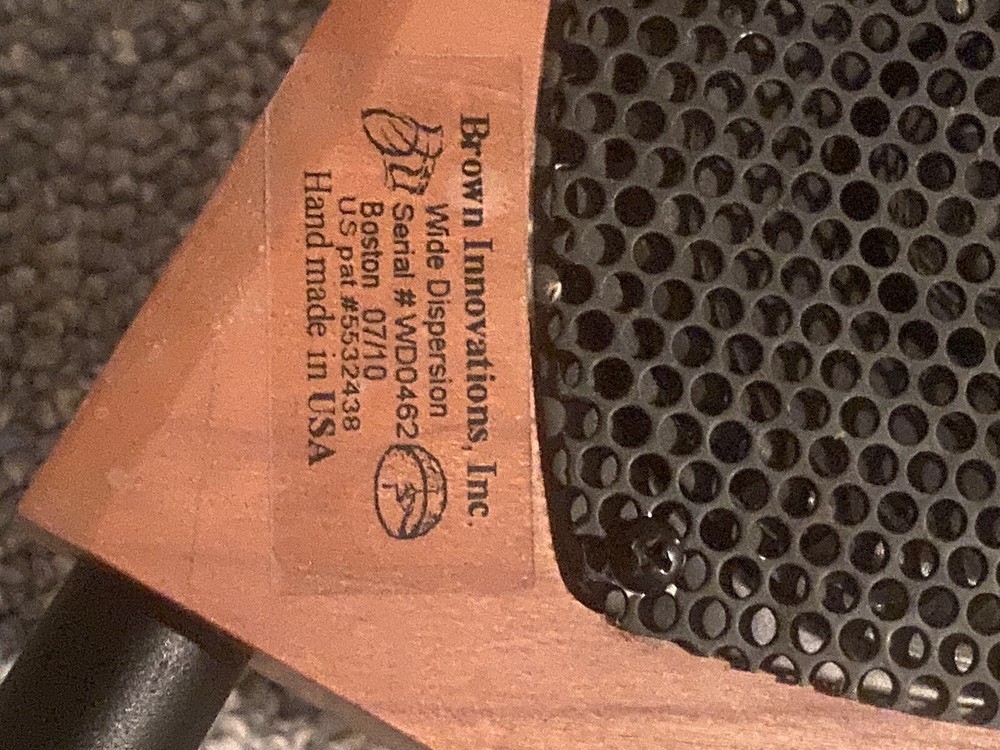 Brown Innovations, Inc.
Wide Dispersion
Serial # WD0462
Boston 07/10
US pat #5532438
Hand made in USA